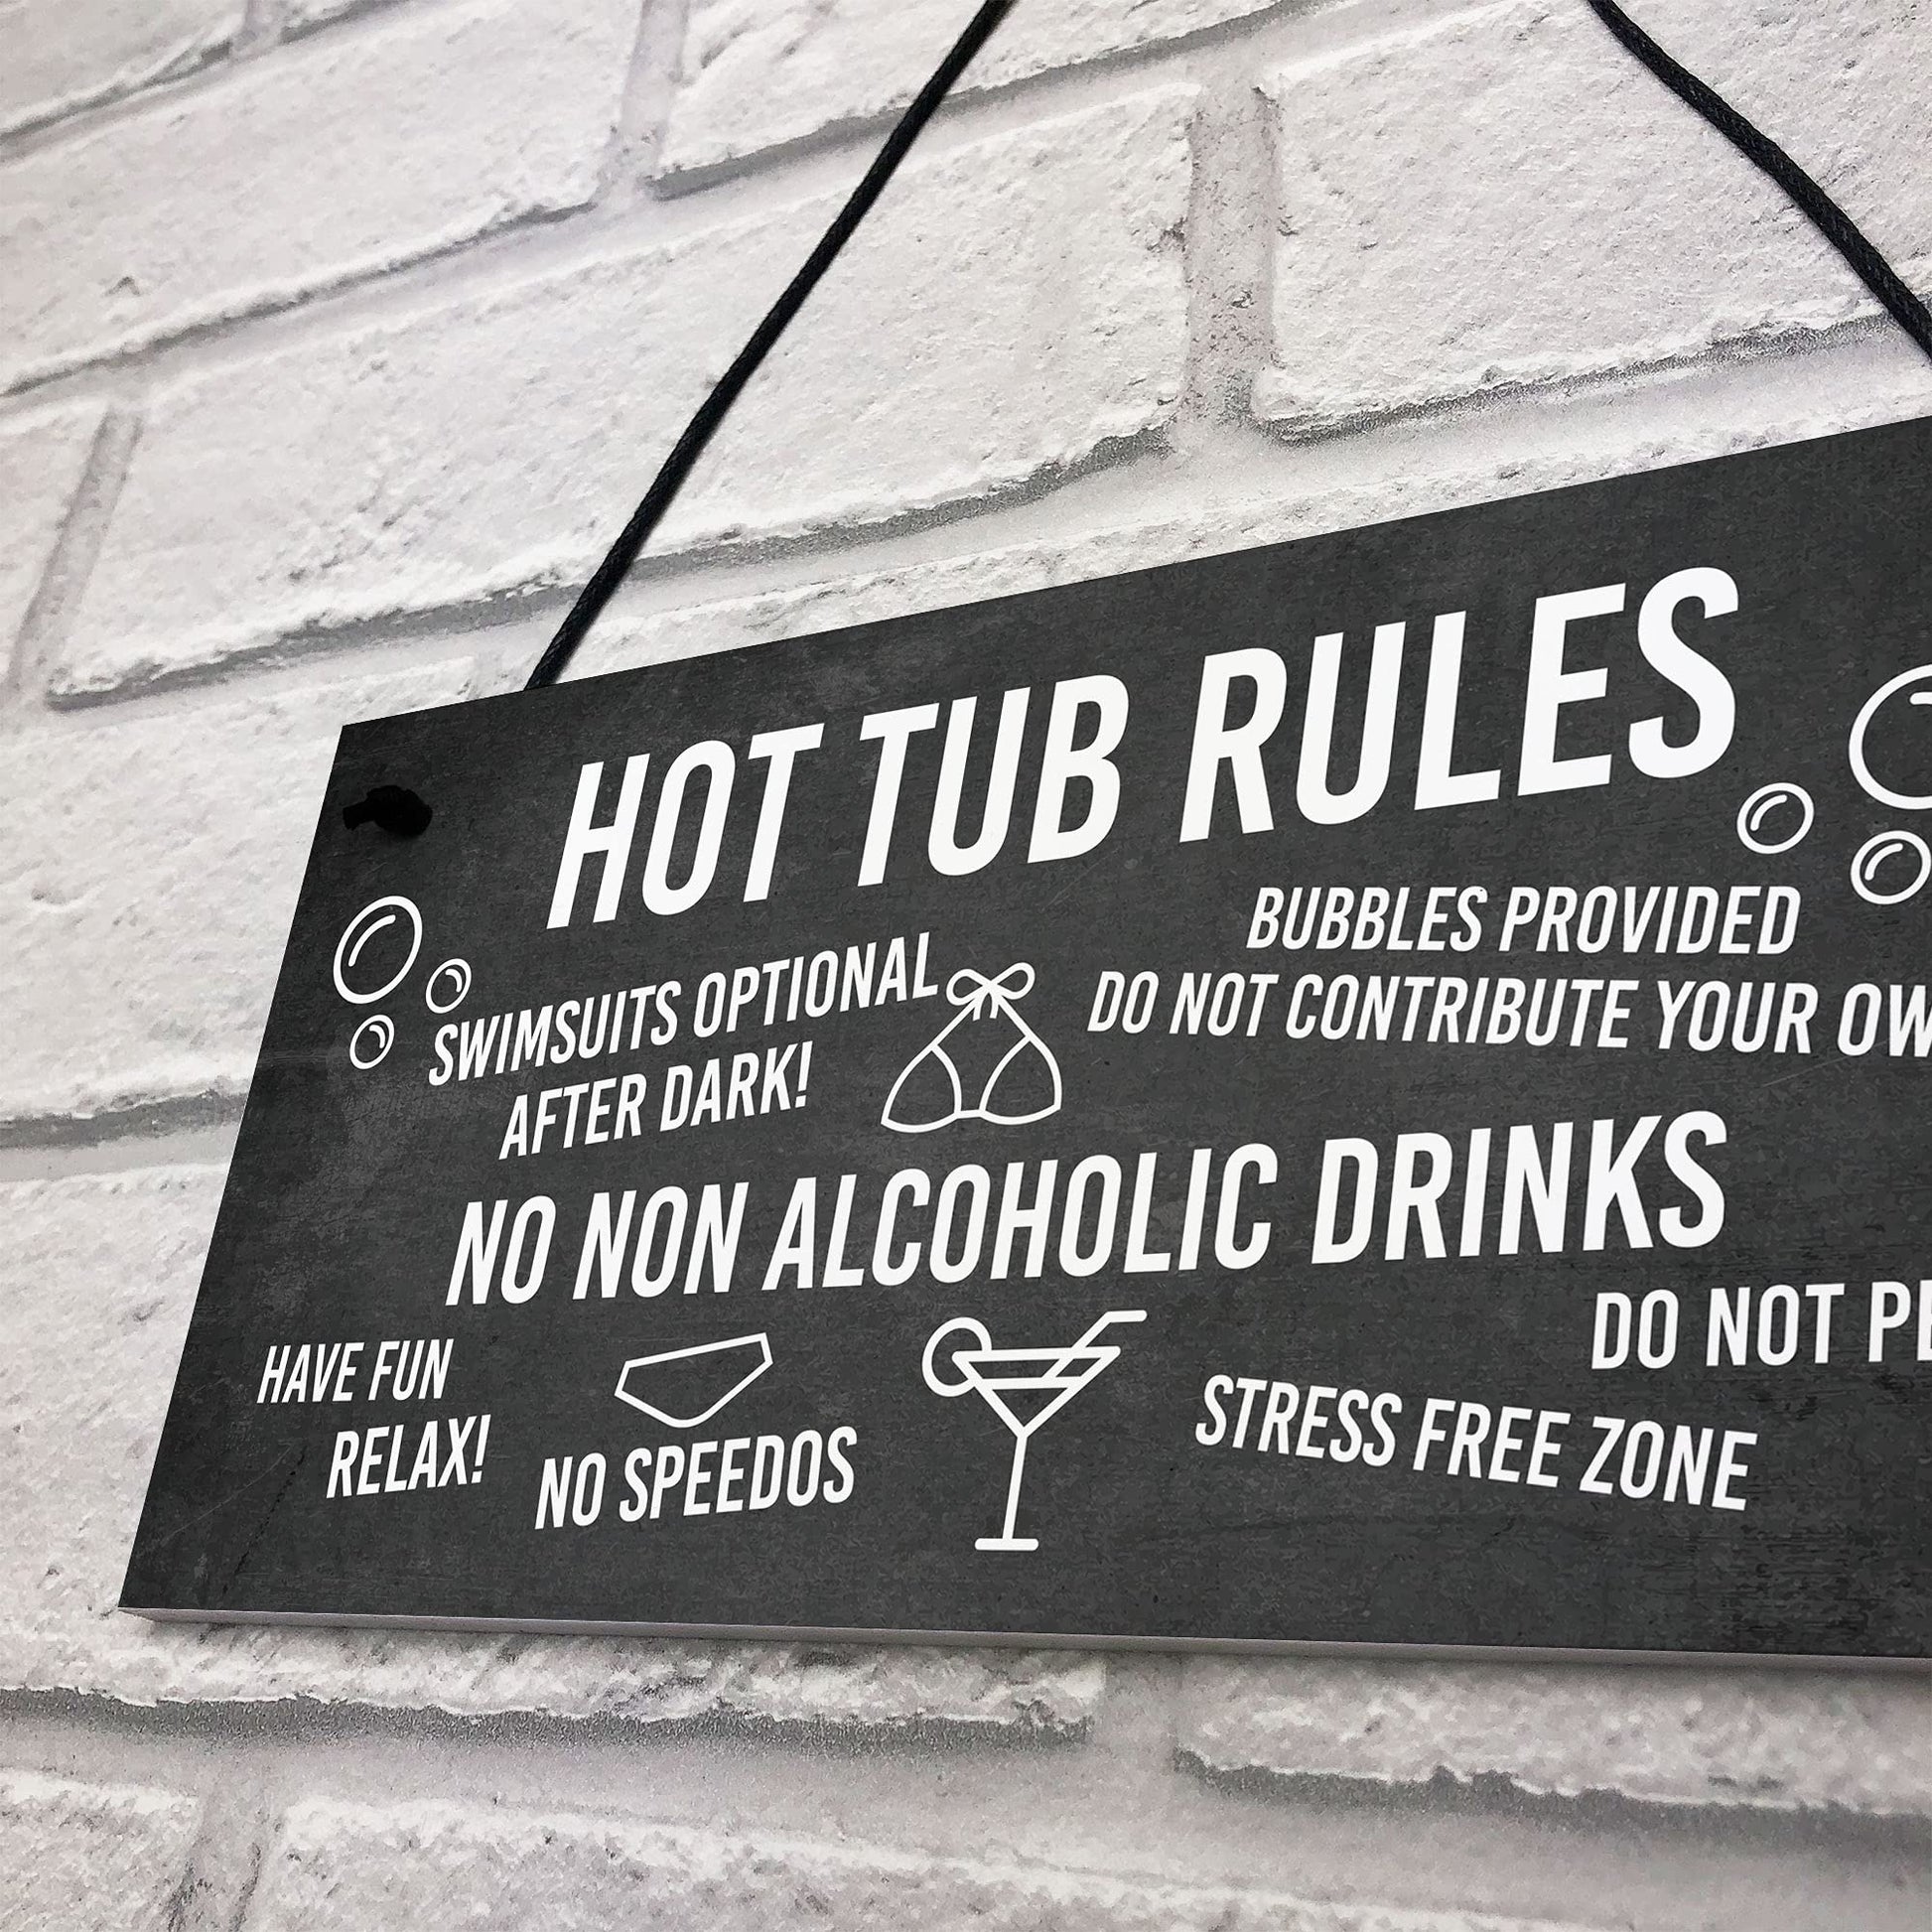 HOT TUB RULES
SWIMSUITS OPTIONAL
AFTER DARK!
BUBBLES PROVIDED
DO NOT CONTRIBUTE YOUR
NO NON ALCOHOLIC DRINKS
HAVE FUN
RELAX!
NO SPEEDOS
DO NOT
STRESS FREE ZONE